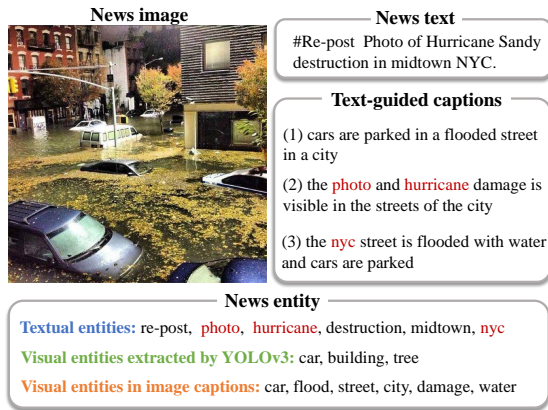 News image
News text
#Re-post Photo of Hurricane Sandy
destruction in midtown NYC.
Text-guided captions
(1) cars are parked in a flooded street
in a city
(2) the photo and hurricane damage is
visible in the streets of the city
(3) the nyc street is flooded with water
and cars are parked
News entity
Textual entities: re-post, photo, hurricane, destruction, midtown, nyc
Visual entities extracted by YOLOv3: car, building, tree
Visual entities in image captions: car, flood, street, city, damage, water